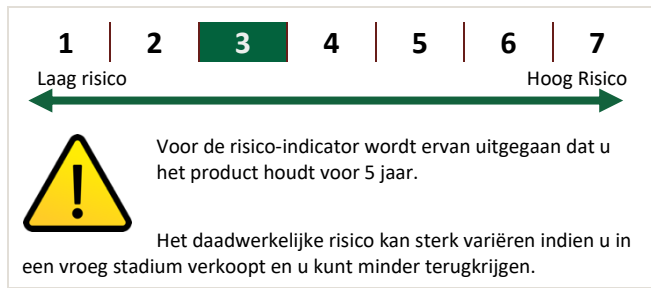 1 2 3 4 5 6 7
Laag risico Hoog Risico
Voor de risico-indicator wordt ervan uitgegaan dat u
het product houdt voor 5 jaar.
Het daadwerkelijke risico kan sterk variëren indien u in
een vroeg stadium verkoopt en u kunt minder terugkrijgen.